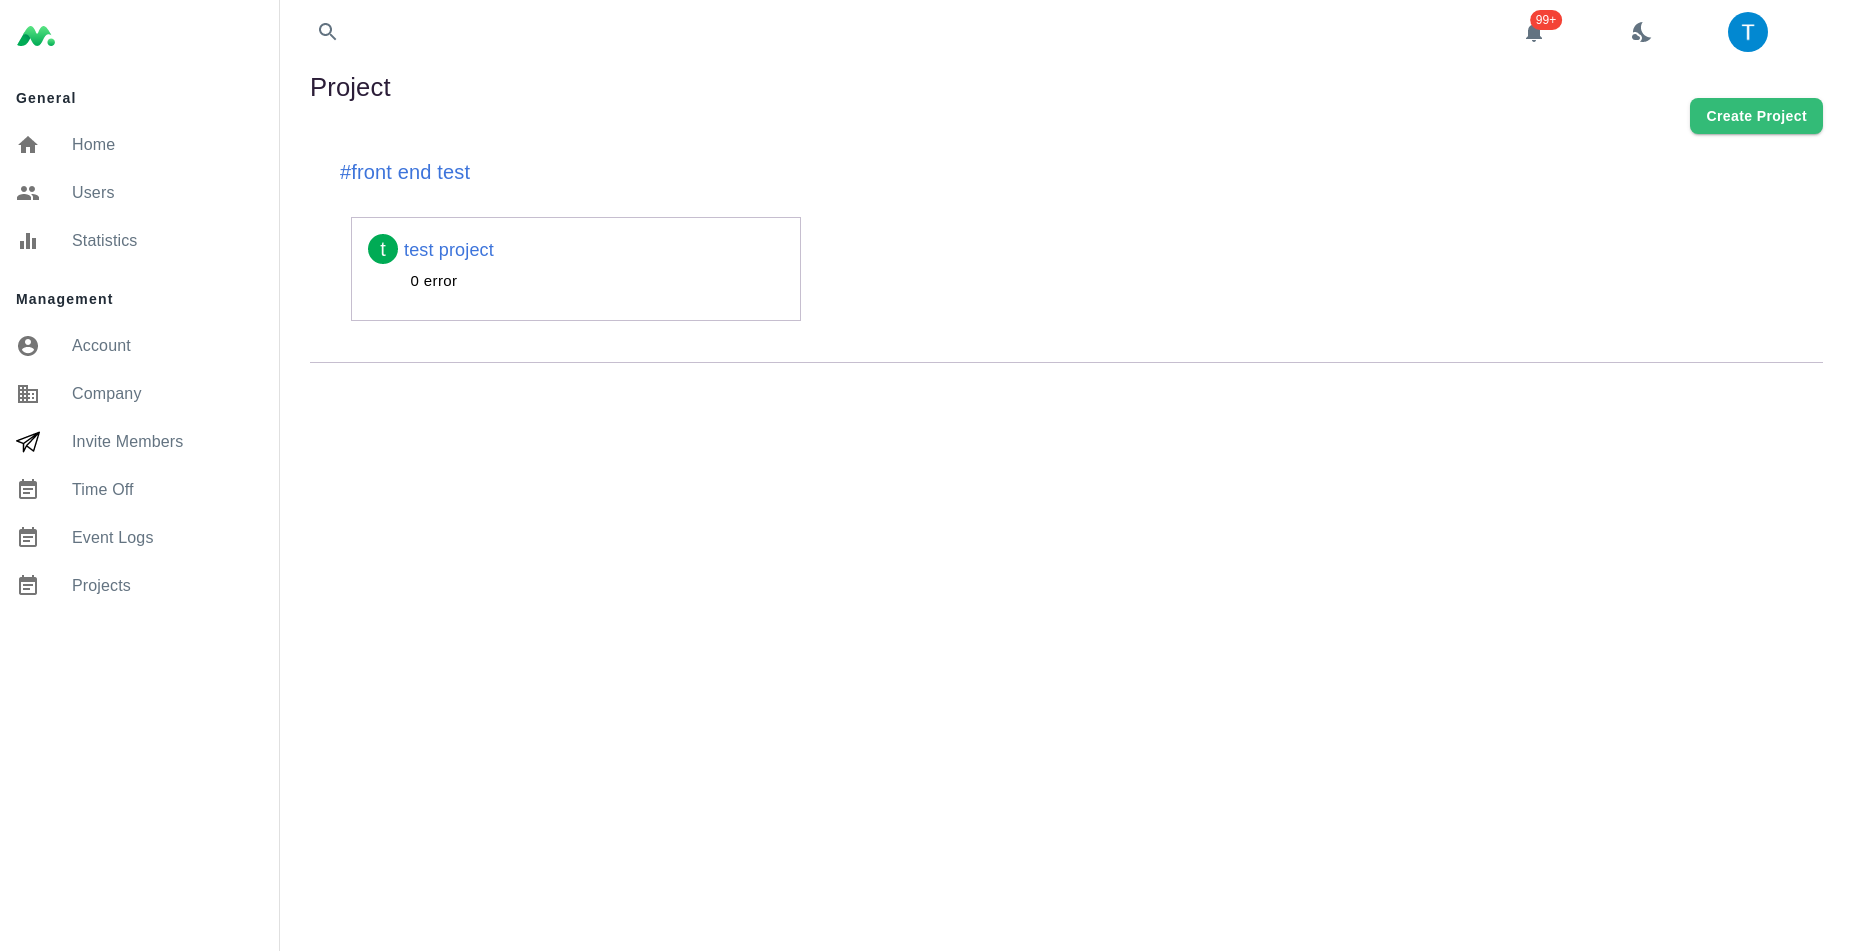 99+
T
Project
Create Project
General
Home
Users
Statistics
Management
Account
Company
Invite Members
Time Off
Event Logs
Projects
#front end test
t
test project
0 error